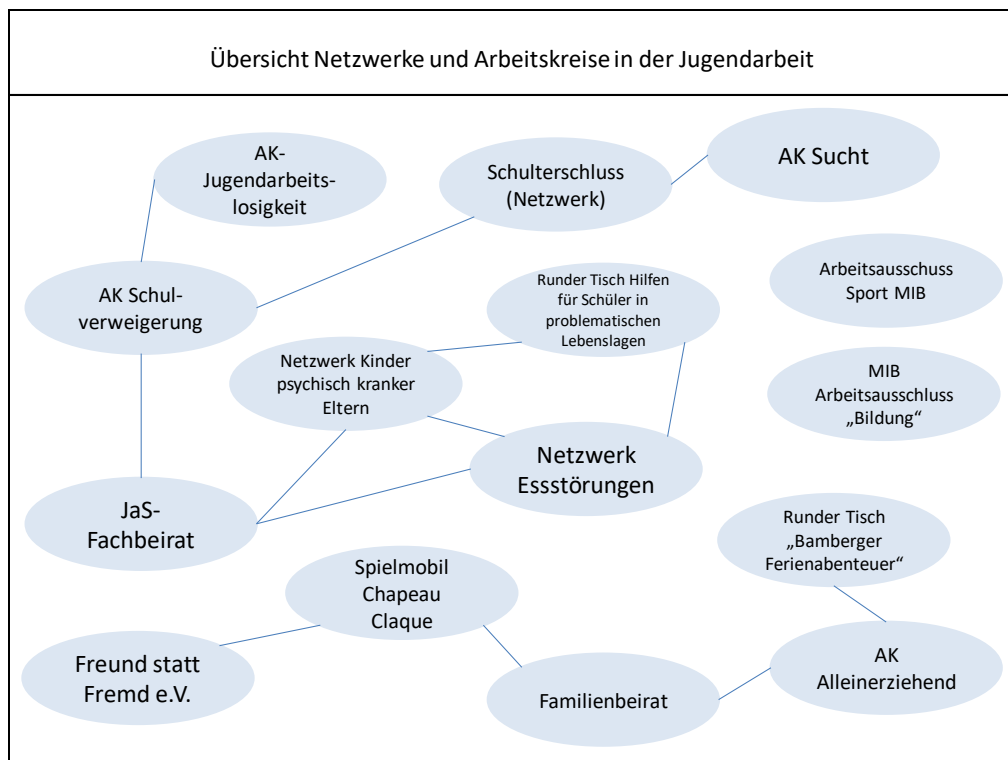 Übersicht Netzwerke und Arbeitskreise in der Jugendarbeit
AK-
Jugendarbeits-
losigkeit
Schulterschluss
(Netzwerk)
AK Sucht
AK Schul-
verweigerung
Runder Tisch Hilfen
für Schüler in
problematischen
Lebenslagen
Arbeitsausschuss
Sport MIB
Netzwerk Kinder
psychisch kranker
Eltern
MIB
Arbeitsausschluss
„Bildung“
Netzwerk
Essstörungen
JaS-
Fachbeirat
Runder Tisch
„Bamberger
Ferienabenteuer“
Spielmobil
Chapeau
Claque
Freund statt
Fremd e.V.
Familienbeirat
AK
Alleinerziehend